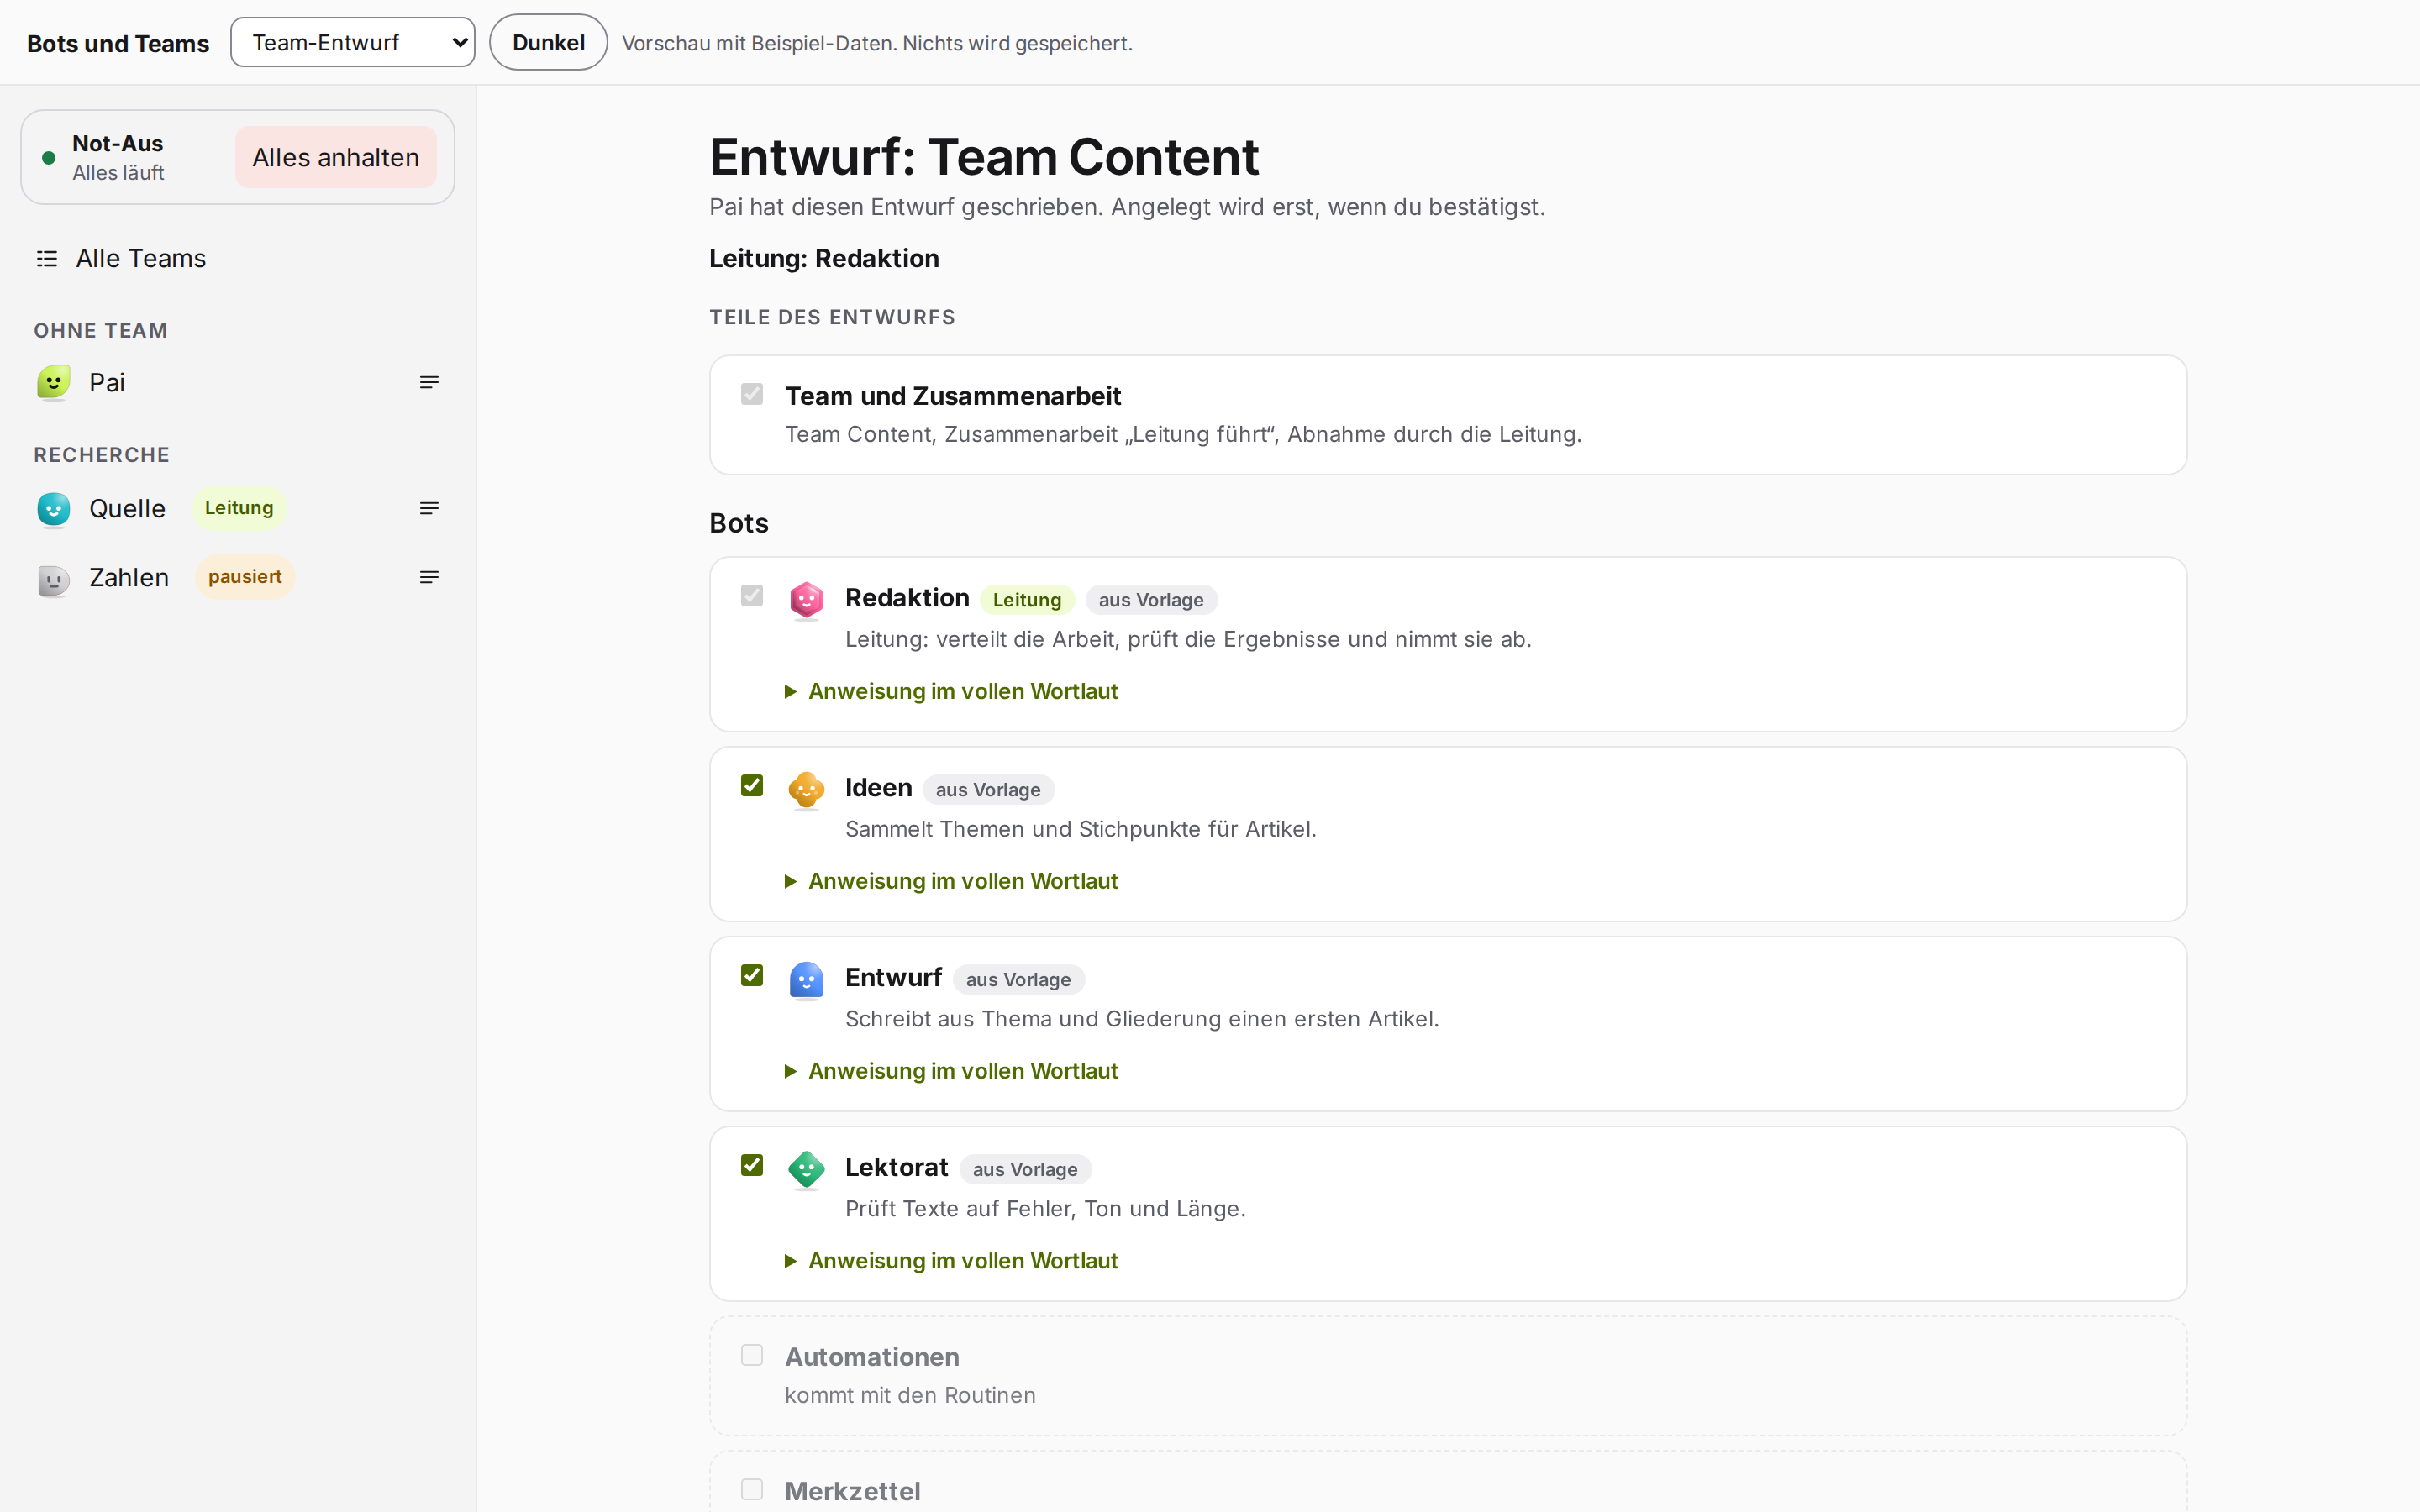 Bots und Teams
Team-Entwurf
Dunkel
Vorschau mit Beispiel-Daten. Nichts wird gespeichert.
Not-Aus
Alles läuft
Alles anhalten
Alle Teams
OHNE TEAM
Pai
RECHERCHE
Quelle Leitung
Zahlen pausiert
Entwurf: Team Content
Pai hat diesen Entwurf geschrieben. Angelegt wird erst, wenn du bestätigst.
Leitung: Redaktion
TEILE DES ENTWURFS
Team und Zusammenarbeit
Team Content, Zusammenarbeit „Leitung führt“, Abnahme durch die Leitung.
Bots
Redaktion Leitung aus Vorlage
Leitung: verteilt die Arbeit, prüft die Ergebnisse und nimmt sie ab.
Anweisung im vollen Wortlaut
Ideen aus Vorlage
Sammelt Themen und Stichpunkte für Artikel.
Anweisung im vollen Wortlaut
Entwurf aus Vorlage
Schreibt aus Thema und Gliederung einen ersten Artikel.
Anweisung im vollen Wortlaut
Lektorat aus Vorlage
Prüft Texte auf Fehler, Ton und Länge.
Anweisung im vollen Wortlaut
Automationen
kommt mit den Routinen
Merkzettel